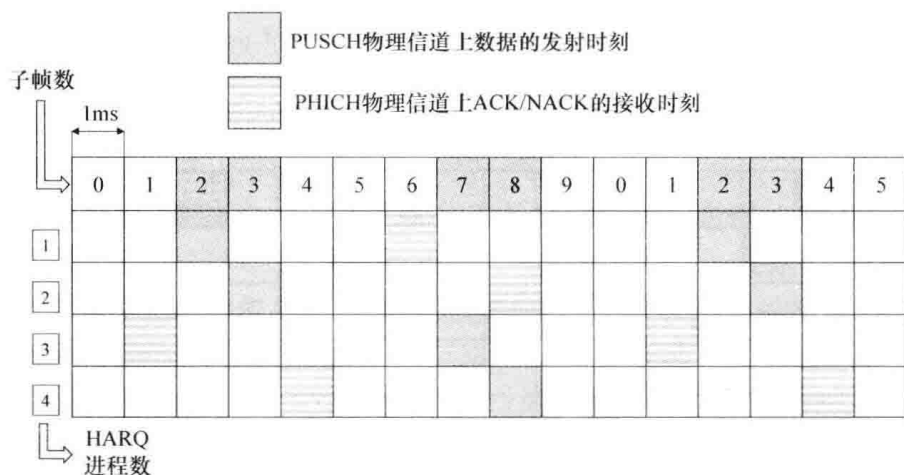 PUSCH物理信道上数据的发射时刻
子帧数
PHICH物理信道上ACK/NACK的接收时刻
1ms
0 1 2 3 4 5 6 7 8 9 0 1 2 3 4 5
1
2
3
4
HARQ
进程数